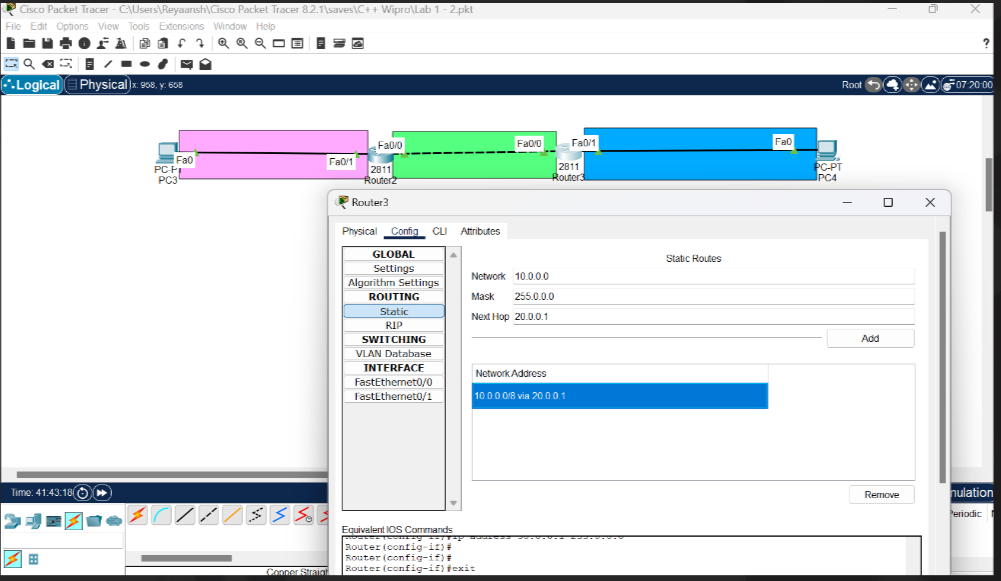 Cisco Packet Tracer - C:\Users\Reyaansh\Cisco Packet Tracer 8.2.1\saves\C++ Wipro\Lab 1 - 2.pkt
File Edit Options View Tools Extensions Window Help
?
Logical Physical x: 958, y: 658 Root 07:20:00
Fa0
PC-P
PC3
Fa0/1
Fa0/0
2811
Router2
Fa0/0
Fa0/1
2811
Router3
Fa0
PC-PT
PC4
Router3
Physical Config CLI Attributes
GLOBAL
Settings
Algorithm Settings
ROUTING
Static
RIP
SWITCHING
VLAN Database
INTERFACE
FastEthernet0/0
FastEthernet0/1
Static Routes
Network 10.0.0.0
Mask 255.0.0.0
Next Hop 20.0.0.1
Add
Network Address
10.0.0.0/8 via 20.0.0.1
Remove
Equivalent IOS Commands
Router(config-if)#
Router(config-if)#
Router(config-if)#exit
Time: 41:43:18
mulation
Periodic
Copper Straigh